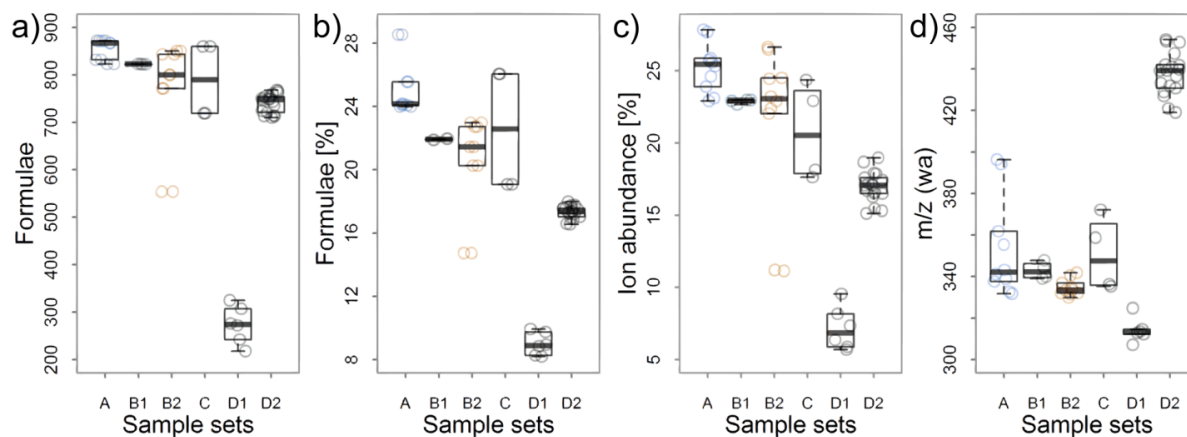 a)
Formulae
900
800
700
600
500
400
300
200
A B1 B2 C D1 D2
Sample sets
b)
Formulae [%]
28
24
20
16
12
8
A B1 B2 C D1 D2
Sample sets
c)
Ion abundance [%]
25
20
15
10
5
A B1 B2 C D1 D2
Sample sets
d)
m/z (wa)
460
420
380
340
300
A B1 B2 C D1 D2
Sample sets